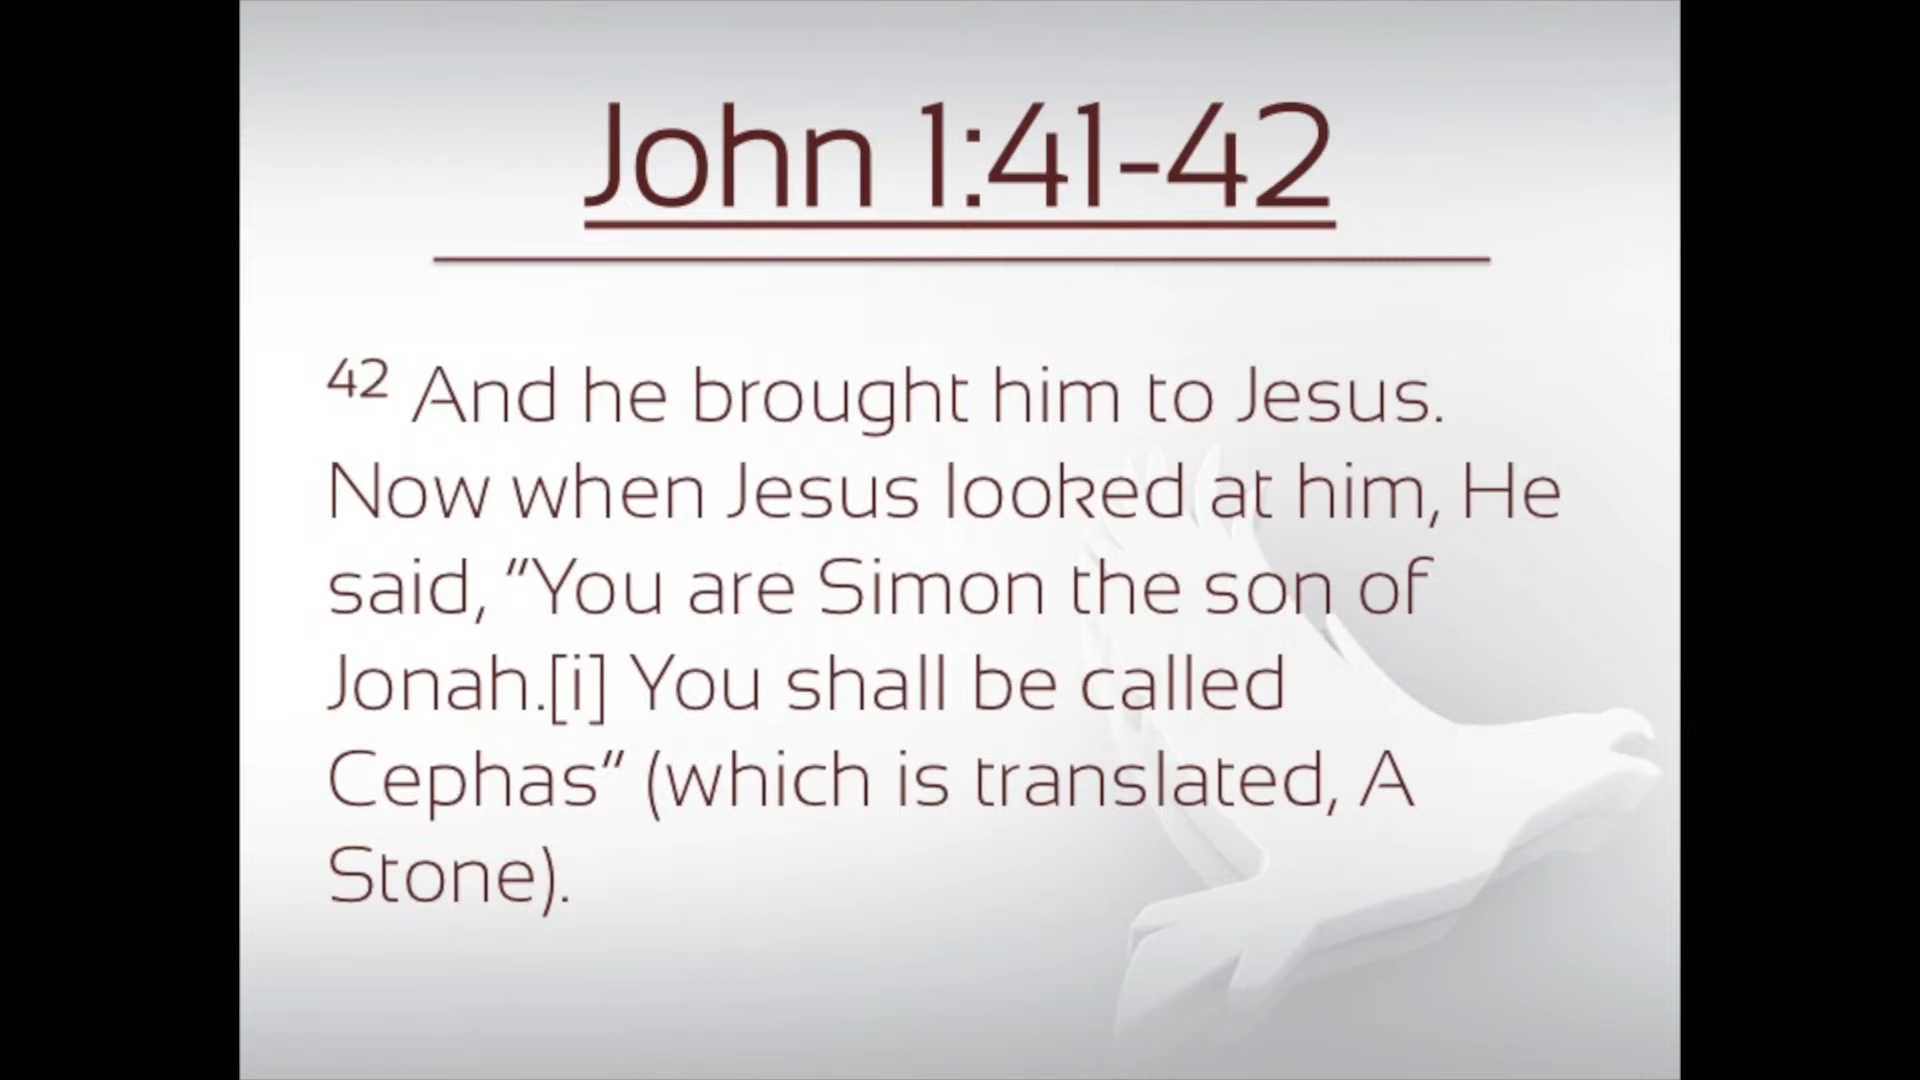 John 1:41-42
42 And he brought him to Jesus.
Now when Jesus looked at him, He
said, "You are Simon the son of
Jonah.[i] You shall be called
Cephas" (which is translated, A
Stone).